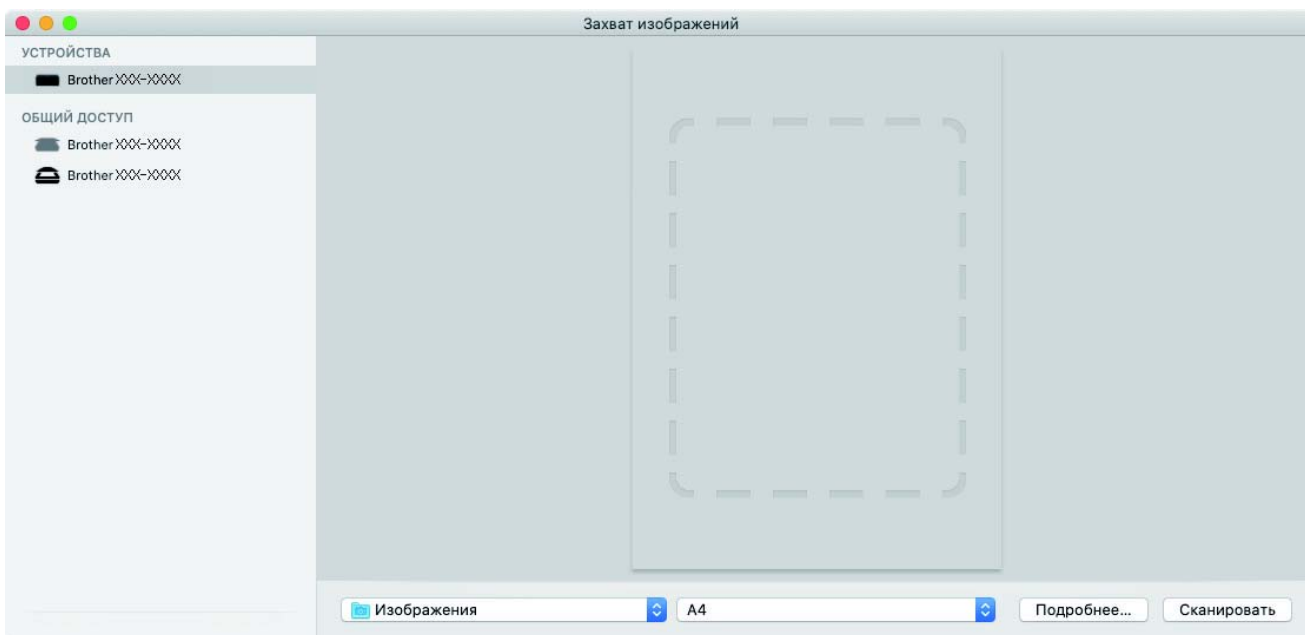 Захват изображений
УСТРОЙСТВА
Brother XXX-XXXX
ОБЩИЙ ДОСТУП
Brother XXX-XXXX
Brother XXX-XXXX
Изображения
A4
Подробнее...
Сканировать